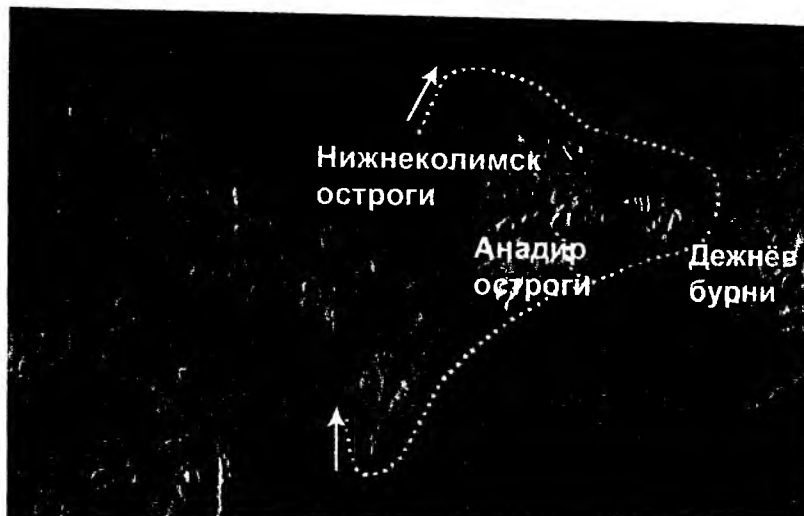 Нижнеколимск
остроги
Анадир
остроги
Дежнёв
бурни